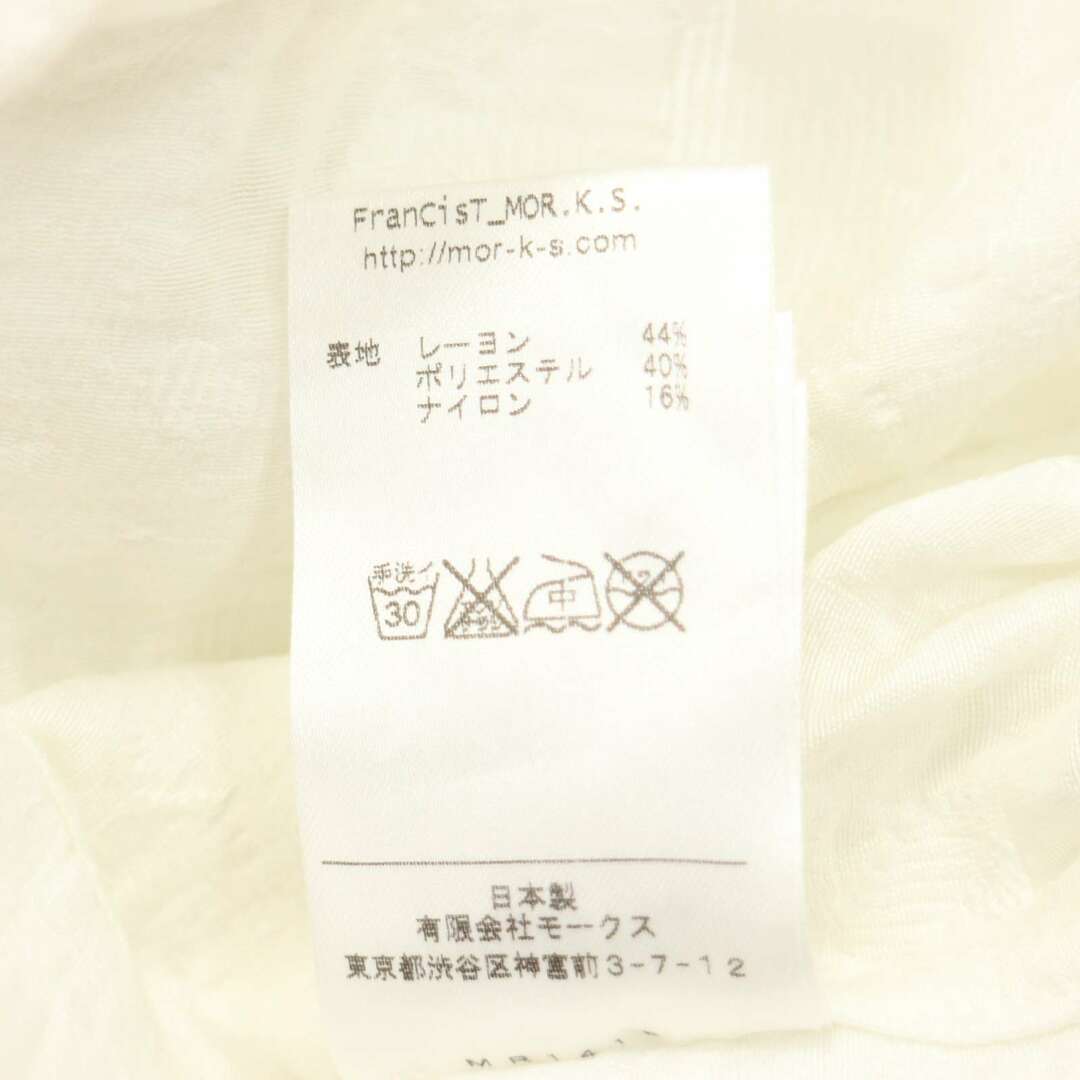 FranCisT_MOR.K.S.
http://mor-k-s.com
表地 レーヨン 44%
ポリエステル 40%
ナイロン 16%
手洗イ
30
中
日本製
有限会社モークス
東京都渋谷区神宮前3-7-12